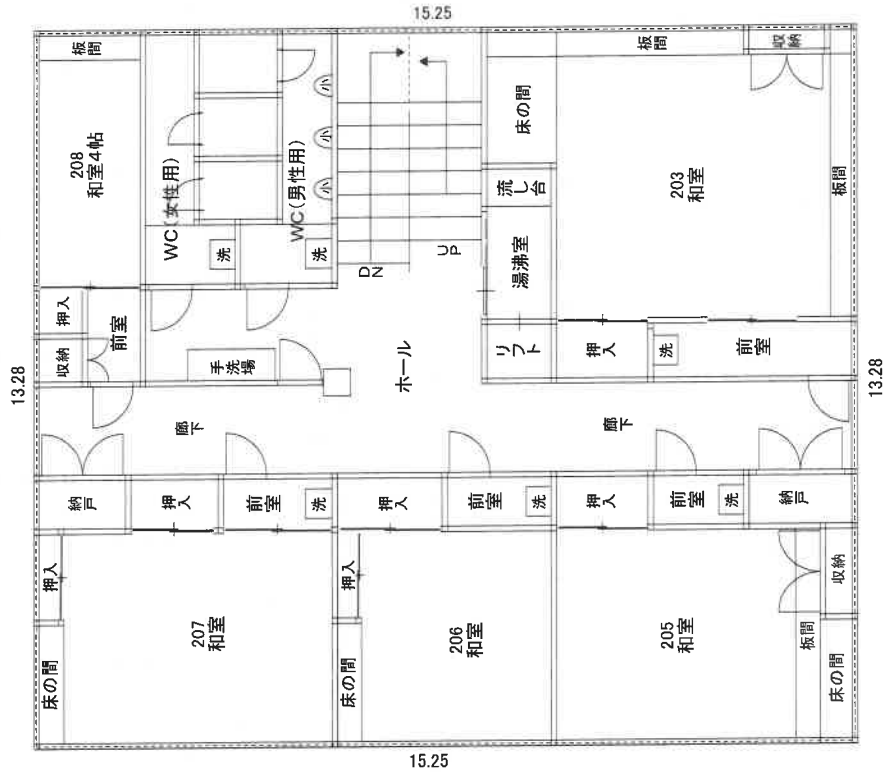 15.25
板間
208
和室4帖
押入
収納
前室
WC(女性用)
洗
WC(男性用)
小
小
小
洗
手洗場
DN
UP
ホール
床の間
流し台
湯沸室
リフト
板間
収納
203
和室
板間
押入
洗
前室
13.28
13.28
廊下
廊下
納戸
押入
前室
洗
押入
前室
洗
押入
前室
洗
納戸
押入
床の間
207
和室
押入
床の間
206
和室
205
和室
板間
収納
床の間
15.25